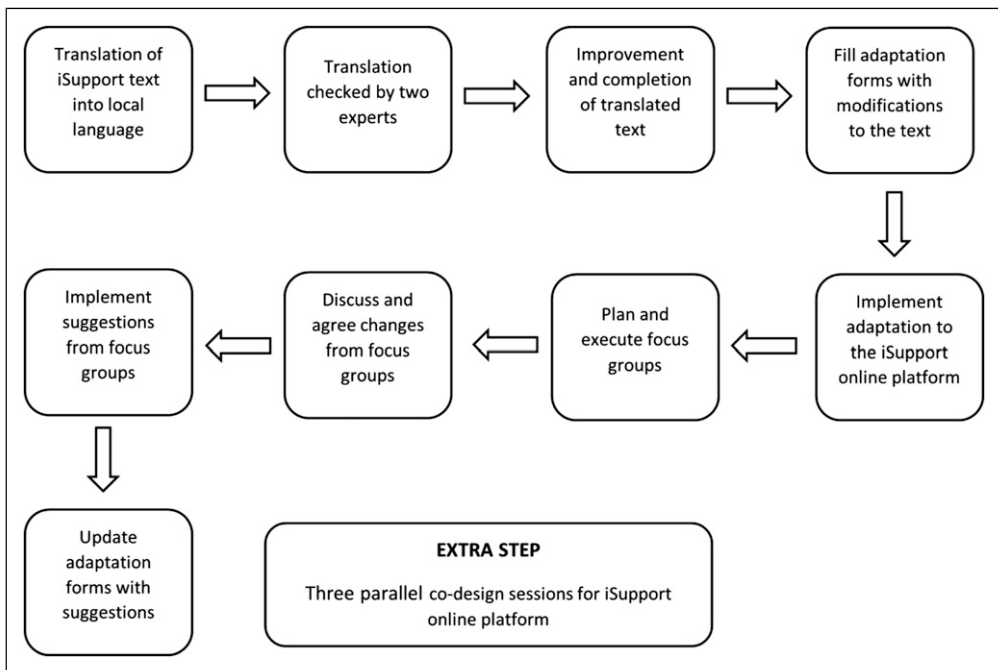 Translation of
iSupport text
into local
language
Translation
checked by two
experts
Improvement
and completion
of translated
text
Fill adaptation
forms with
modifications
to the text
Implement
adaptation to
the iSupport
online platform
Plan and
execute focus
groups
Discuss and
agree changes
from focus
groups
Implement
suggestions
from focus
groups
Update
adaptation
forms with
suggestions
EXTRA STEP
Three parallel co-design sessions for iSupport
online platform